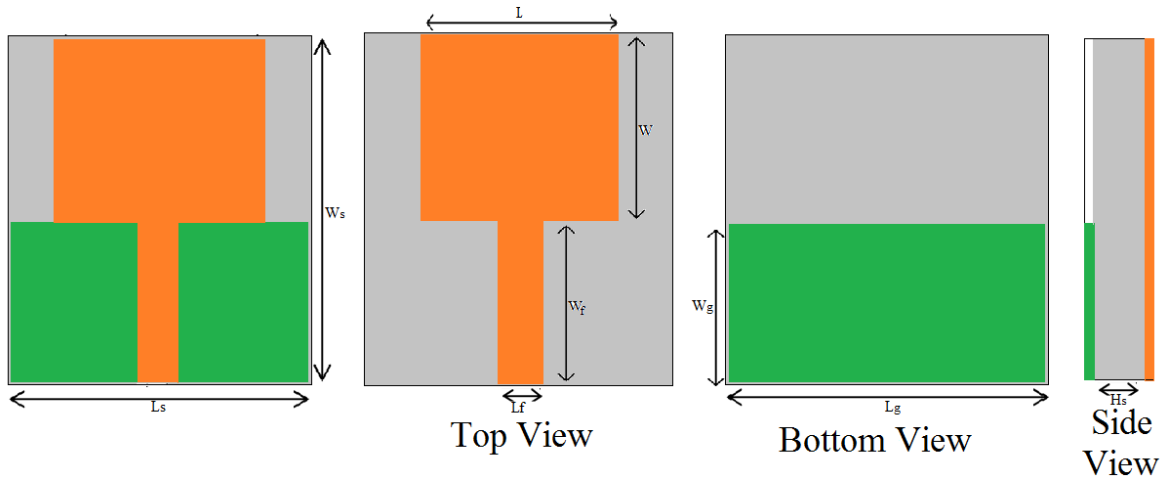 L
W
Ws
Wf
Wg
Ls
Lf
Lg
Hs
Top View
Bottom View
Side
View